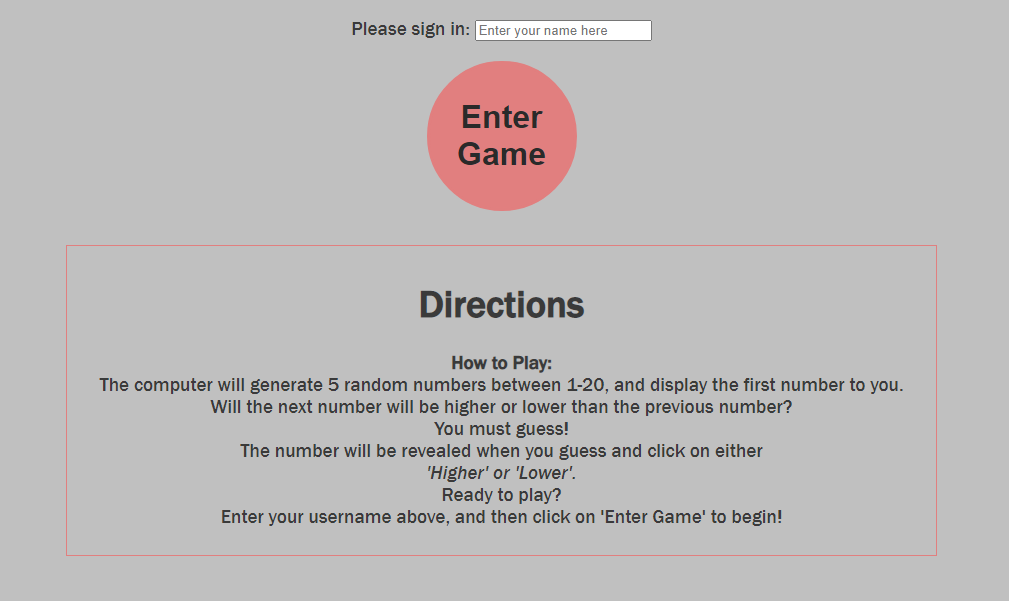 Please sign in: Enter your name here
Enter
Game
Directions
How to Play:
The computer will generate 5 random numbers between 1-20, and display the first number to you.
Will the next number will be higher or lower than the previous number?
You must guess!
The number will be revealed when you guess and click on either
'Higher' or 'Lower'.
Ready to play?
Enter your username above, and then click on 'Enter Game' to begin!